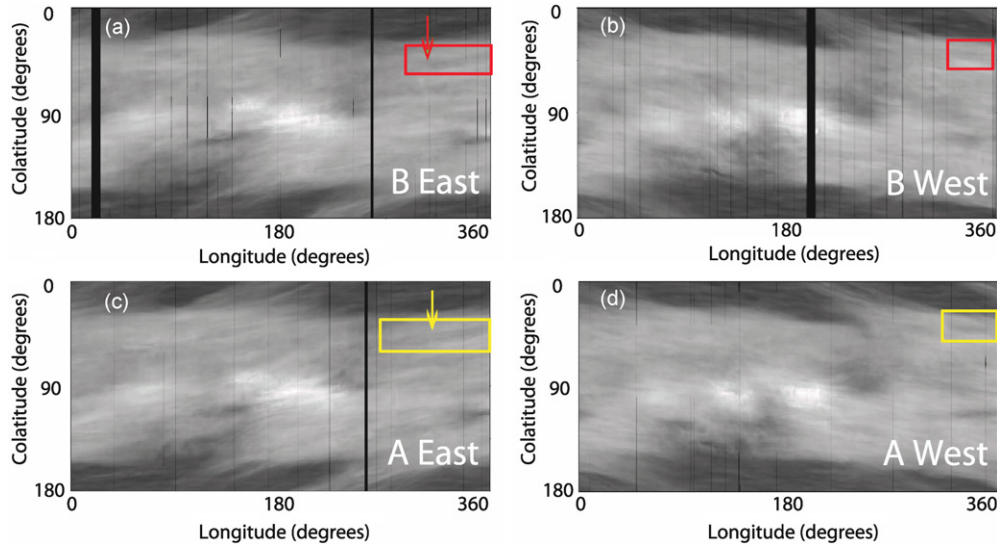 0
(a)
90
B East
180
0
180
360
Colatitude (degrees)
Longitude (degrees)
0
(b)
90
B West
180
0
180
360
Colatitude (degrees)
Longitude (degrees)
0
(c)
90
A East
180
0
180
360
Colatitude (degrees)
Longitude (degrees)
0
(d)
90
A West
180
0
180
360
Colatitude (degrees)
Longitude (degrees)